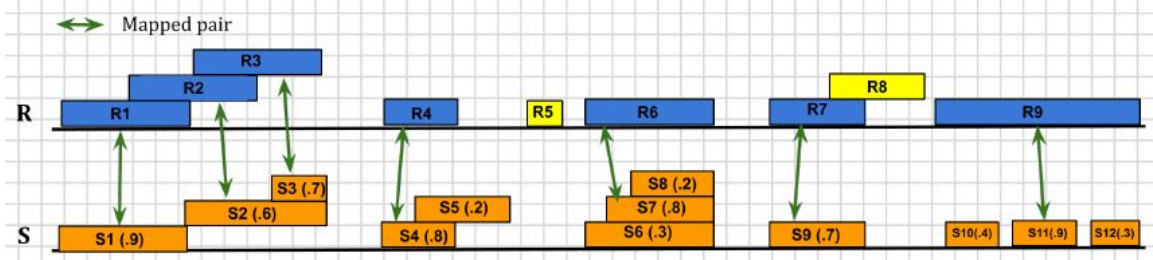 Mapped pair
R3
R2
R8
R R1 R4 R5 R6 R7 R9
S3 (.7) S8 (.2)
S2 (.6) S5 (.2) S7 (.8)
S S1 (.9) S4 (.8) S6 (.3) S9 (.7) S10(.4) S11(.9) S12(.3)